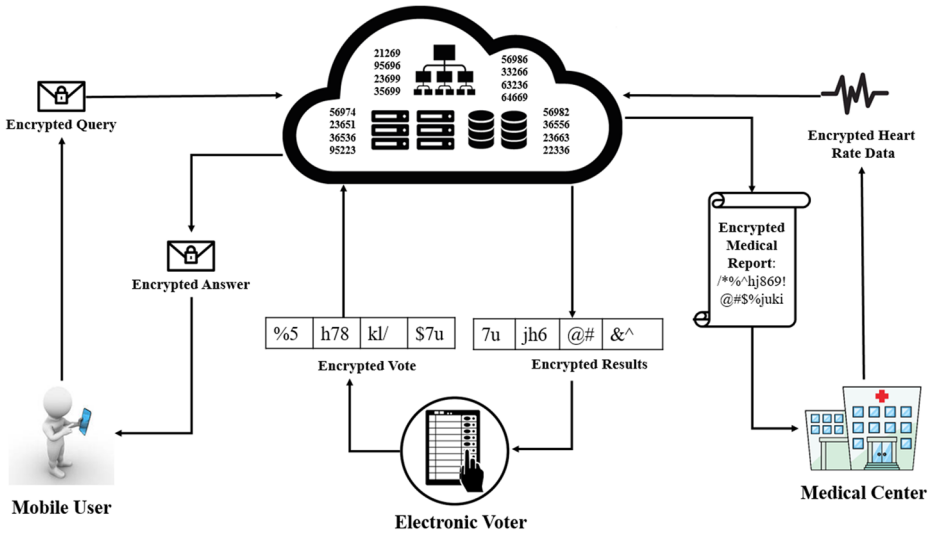 21269
95696
23699
35699
56986
33266
63236
64669
56974
23651
36536
95223
56982
36556
23663
22336
Encrypted Query
Encrypted Heart
Rate Data
Encrypted Answer
Encrypted
Medical
Report:
/*%^hj869!
@#$%juki
%5 h78 kl/ $7u
Encrypted Vote
7u jh6 @# &^
Encrypted Results
Mobile User
Electronic Voter
Medical Center